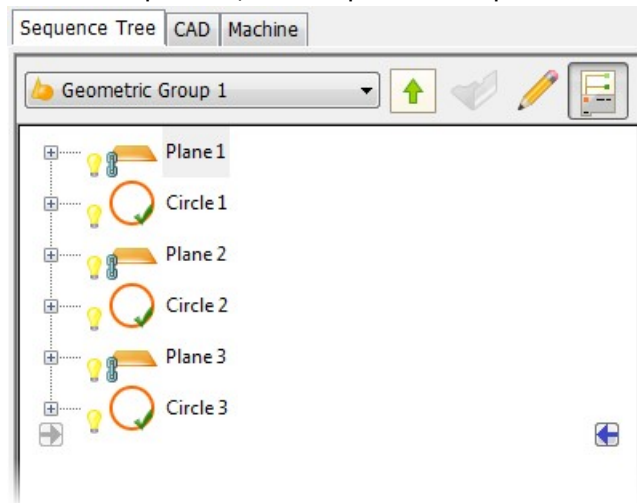 Sequence Tree CAD Machine
Geometric Group 1
Plane 1
Circle 1
Plane 2
Circle 2
Plane 3
Circle 3